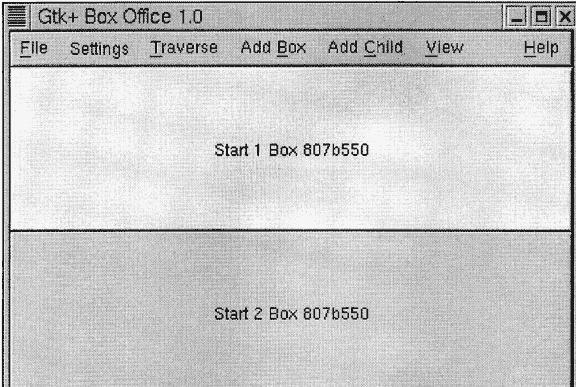 Gtk+ Box Office 1.0
File Settings Traverse Add Box Add Child View Help
Start 1 Box 807b550
Start 2 Box 807b550